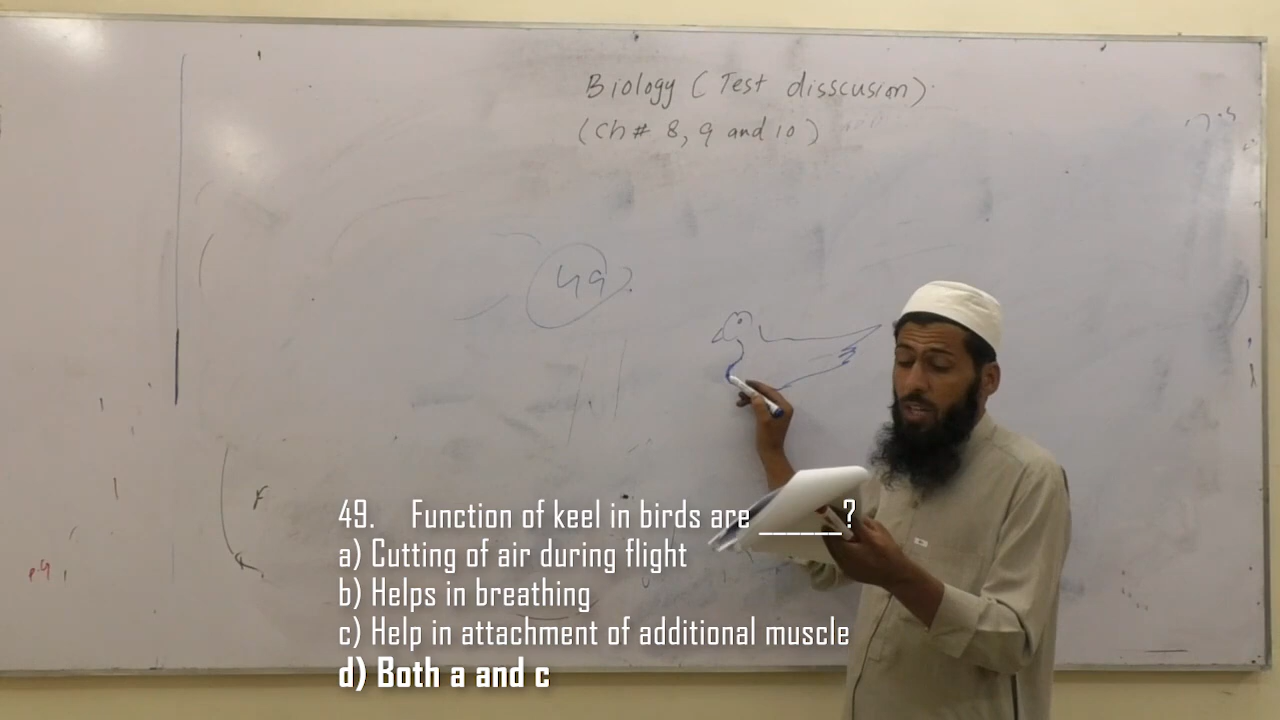 Biology (Test disscusion).
(Ch# 8, 9 and 10)
49.
49. Function of keel in birds are ______?
a) Cutting of air during flight
b) Helps in breathing
c) Help in attachment of additional muscle
d) Both a and c